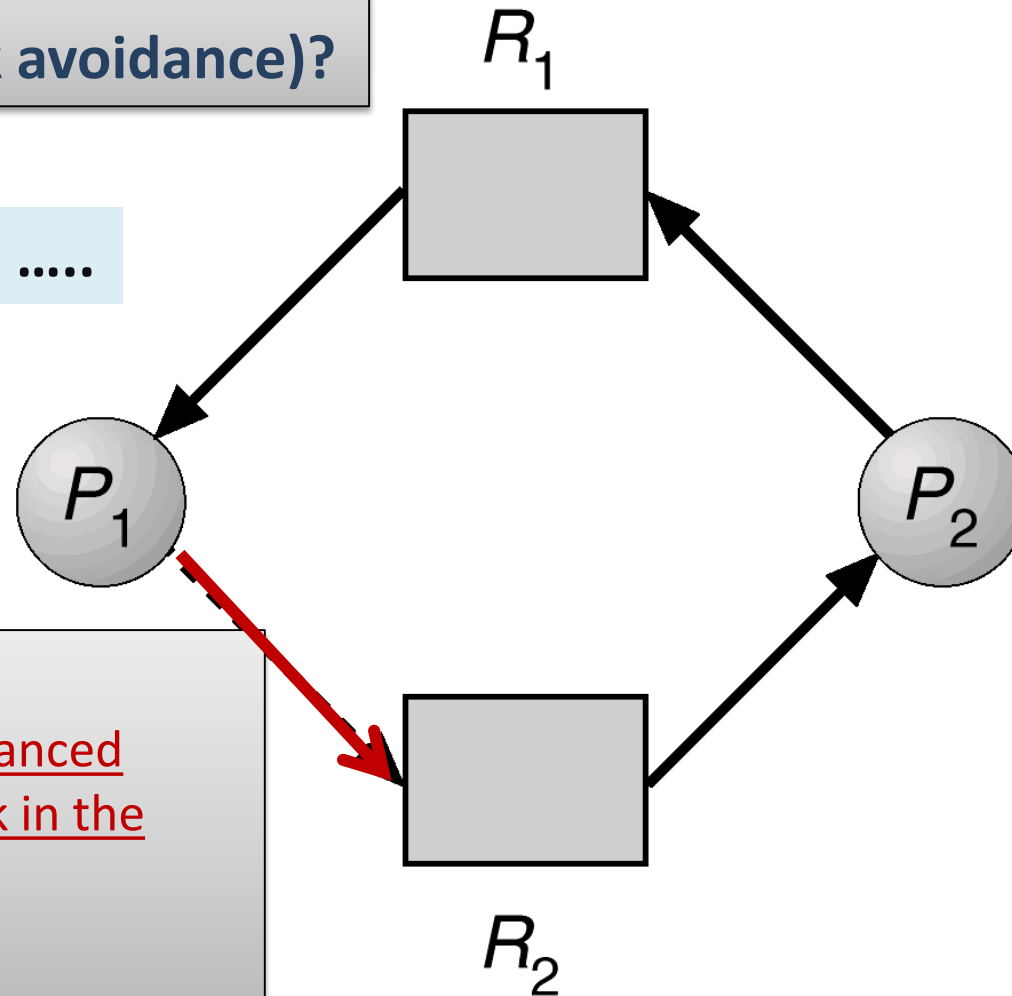 avoidance)?
R1
.....
P1
P2
anced
in the
R2